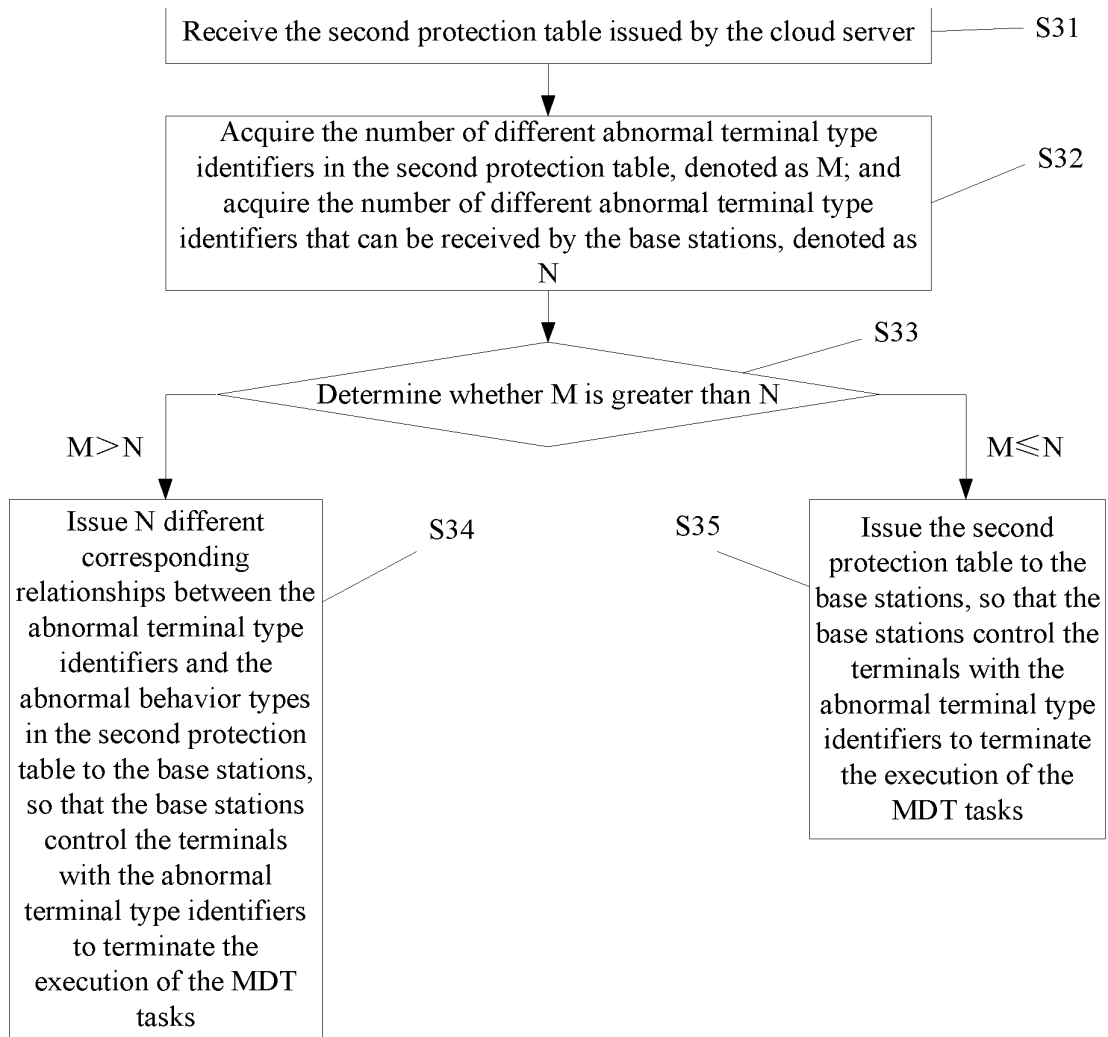 Receive the second protection table issued by the cloud server
S31
Acquire the number of different abnormal terminal type
identifiers in the second protection table, denoted as M; and
acquire the number of different abnormal terminal type
identifiers that can be received by the base stations, denoted as
N
S32
S33
Determine whether M is greater than N
M>N
M≤N
Issue N different
corresponding
relationships between the
abnormal terminal type
identifiers and the
abnormal behavior types
in the second protection
table to the base stations,
so that the base stations
control the terminals
with the abnormal
terminal type identifiers
to terminate the
execution of the MDT
tasks
S34
S35
Issue the second
protection table to the
base stations, so that the
base stations control the
terminals with the
abnormal terminal type
identifiers to terminate
the execution of the
MDT tasks